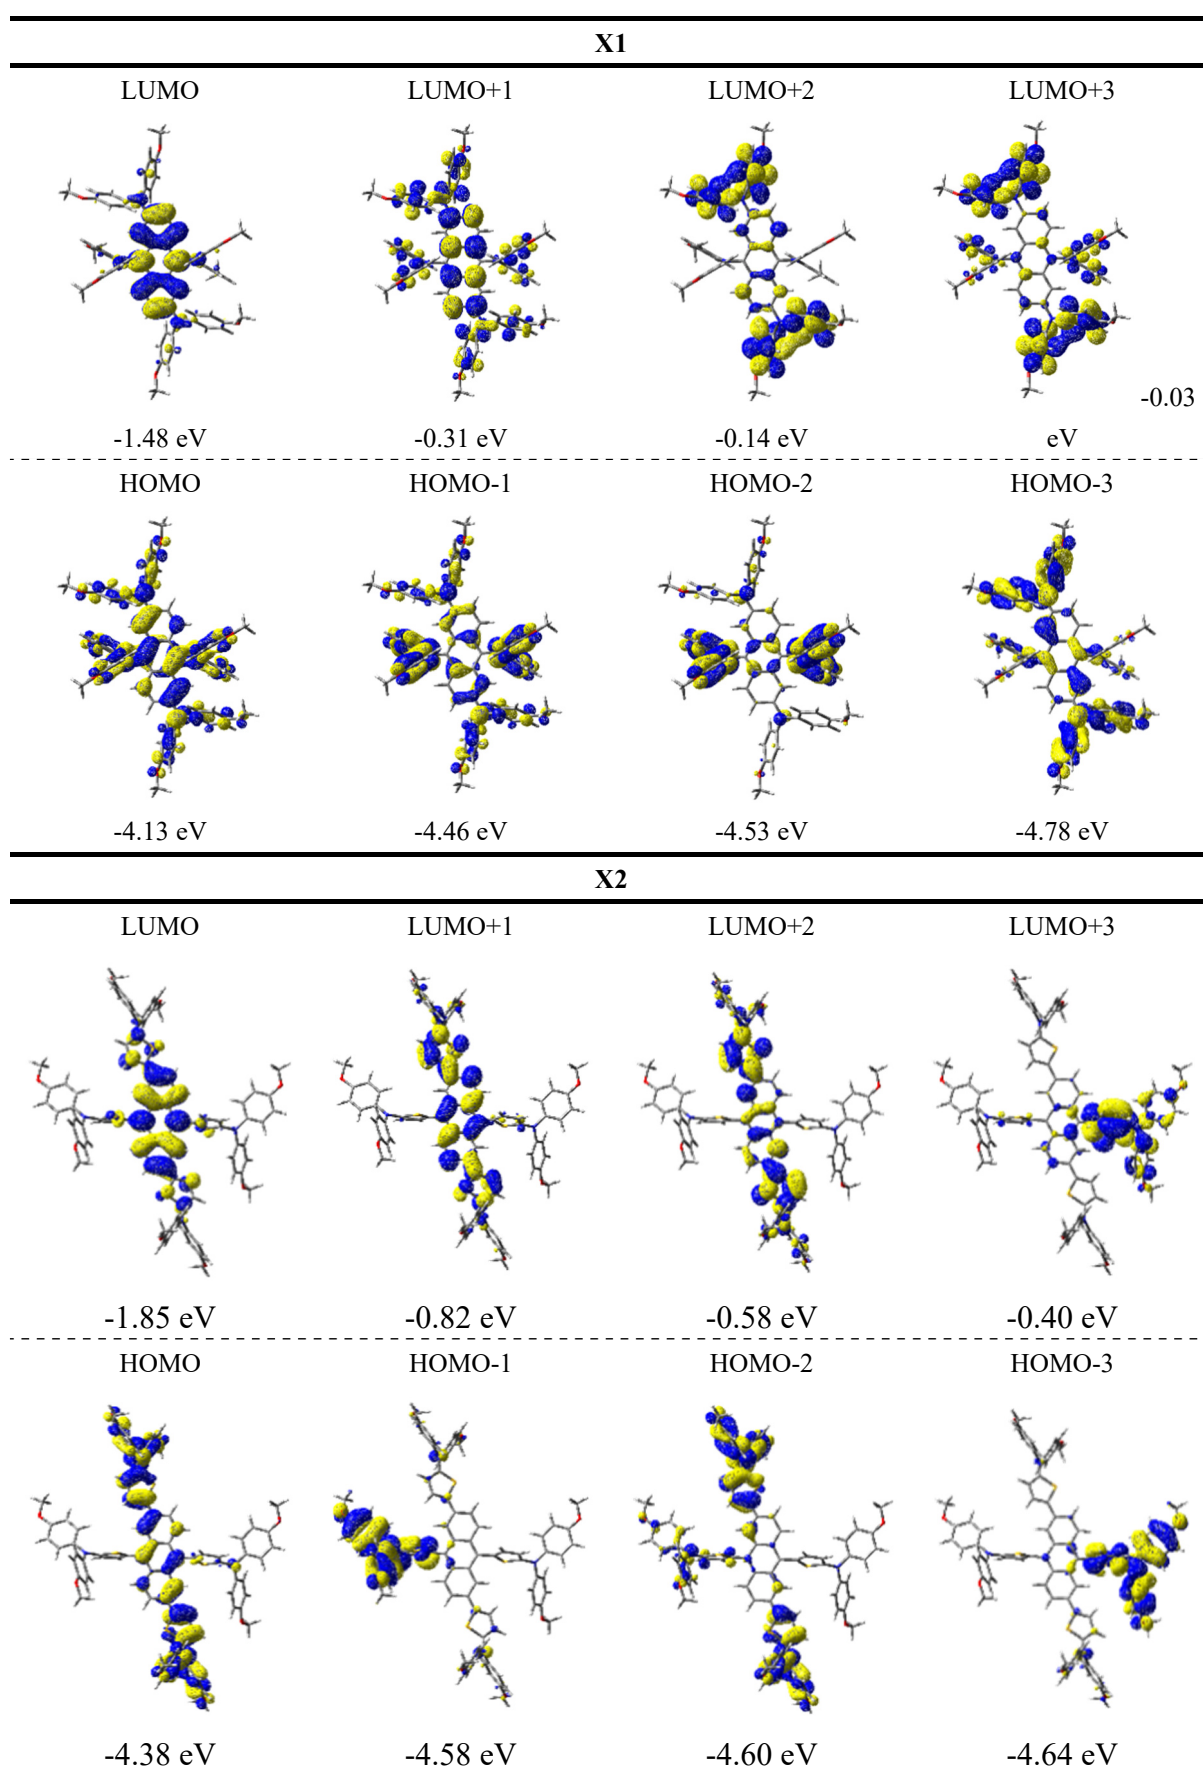 X1
LUMO LUMO+1 LUMO+2 LUMO+3
-0.03
-1.48 eV -0.31 eV -0.14 eV eV
HOMO HOMO-1 HOMO-2 HOMO-3
-4.13 eV -4.46 eV -4.53 eV -4.78 eV
X2
LUMO LUMO+1 LUMO+2 LUMO+3
-1.85 eV -0.82 eV -0.58 eV -0.40 eV
HOMO HOMO-1 HOMO-2 HOMO-3
-4.38 eV -4.58 eV -4.60 eV -4.64 eV